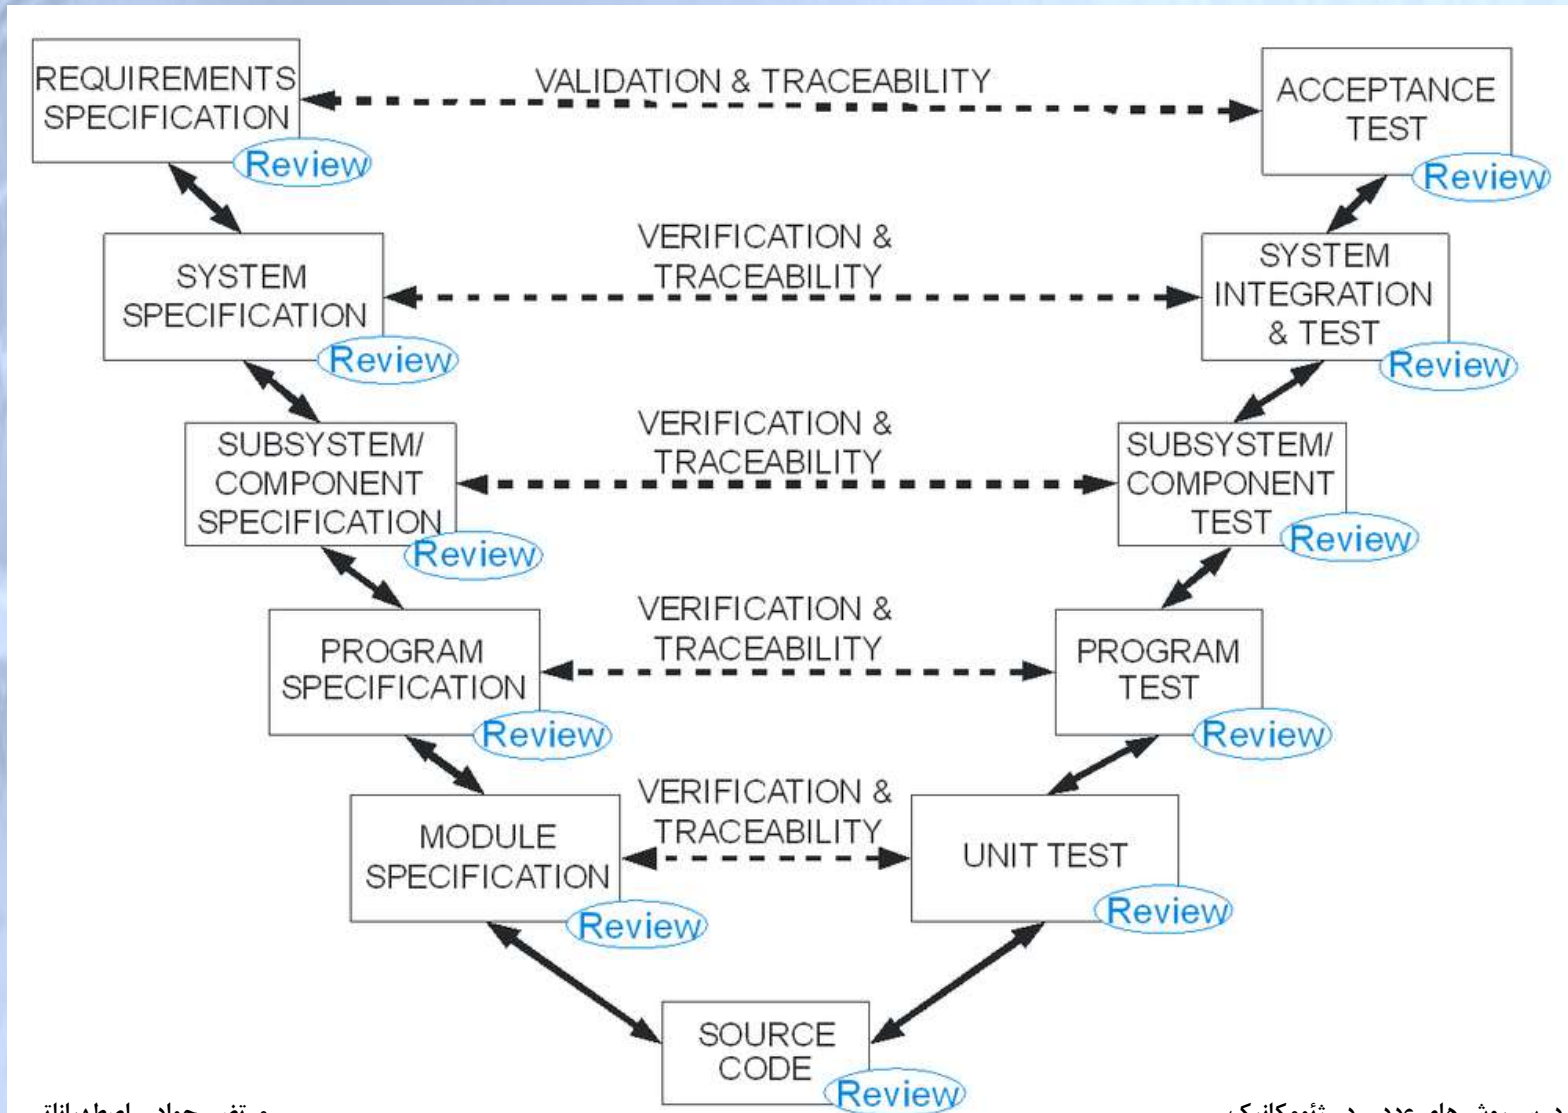 REQUIREMENTS
SPECIFICATION
Review
VALIDATION & TRACEABILITY
ACCEPTANCE
TEST
Review
SYSTEM
SPECIFICATION
Review
VERIFICATION &
TRACEABILITY
SYSTEM
INTEGRATION
& TEST
Review
SUBSYSTEM/
COMPONENT
SPECIFICATION
Review
VERIFICATION &
TRACEABILITY
SUBSYSTEM/
COMPONENT
TEST
Review
PROGRAM
SPECIFICATION
Review
VERIFICATION &
TRACEABILITY
PROGRAM
TEST
Review
MODULE
SPECIFICATION
Review
VERIFICATION &
TRACEABILITY
UNIT TEST
Review
SOURCE
CODE
Review